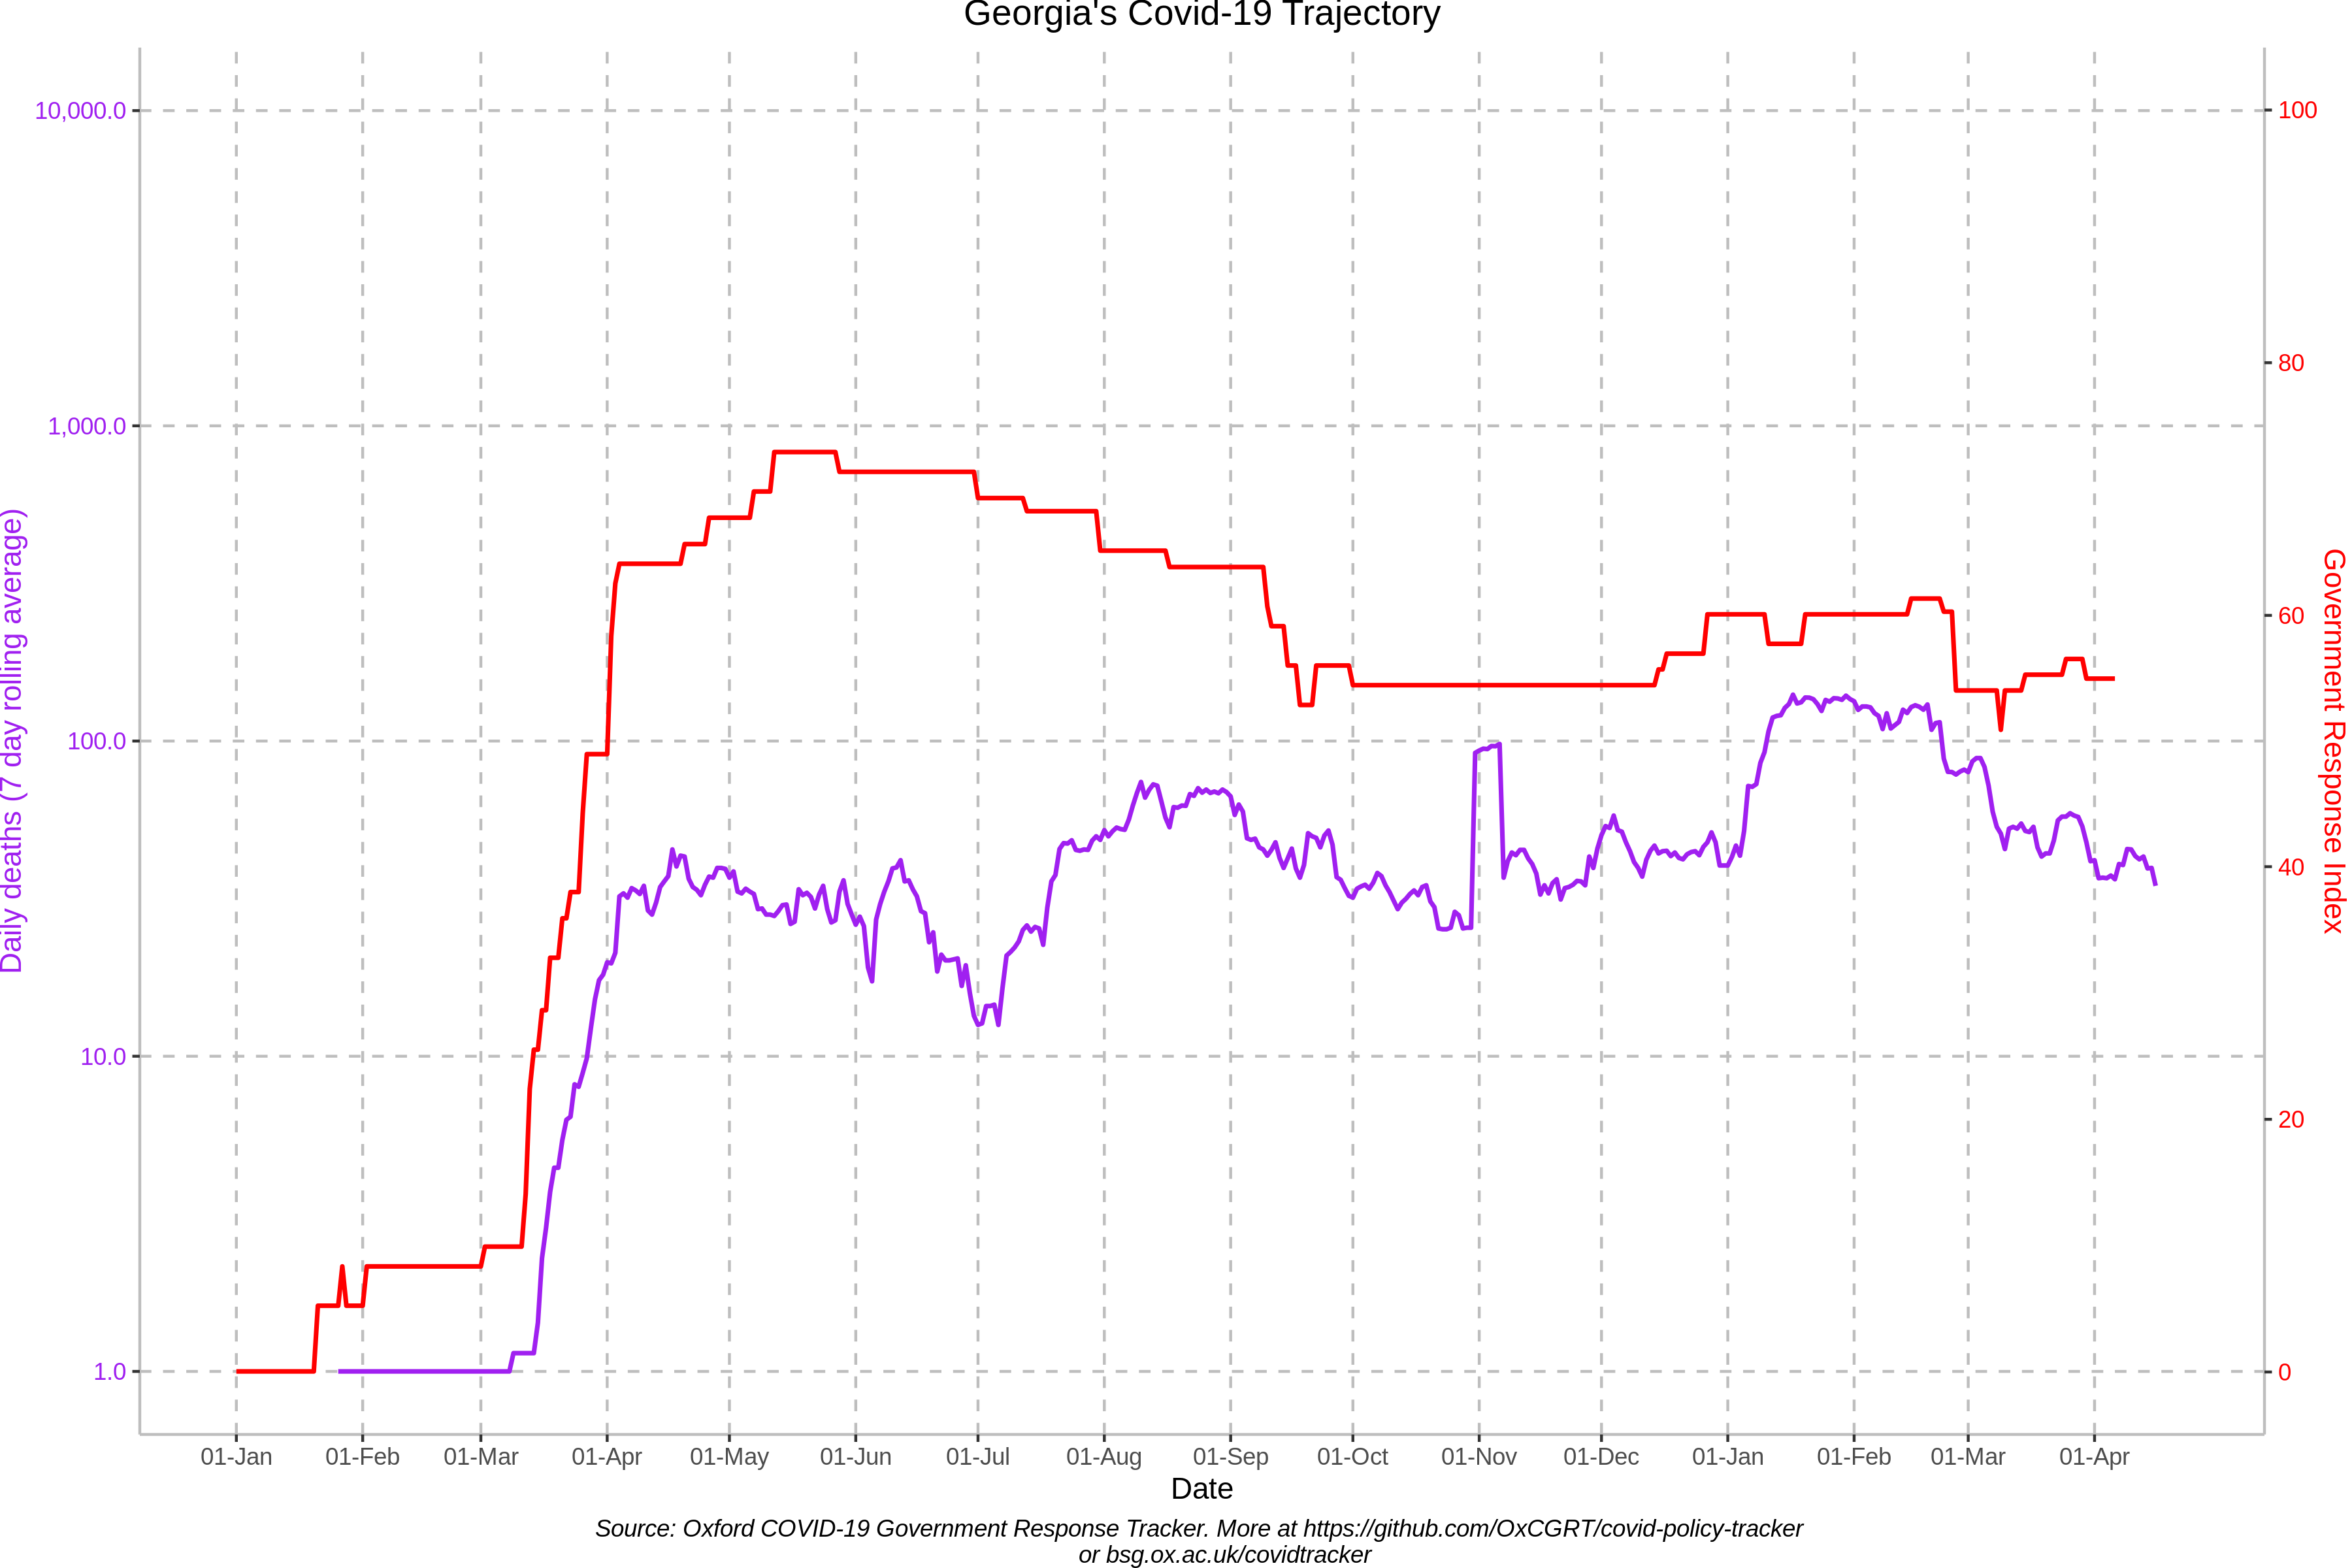 Georgia's Covid-19 Trajectory
10,000.0
1,000.0
100.0
10.0
1.0
Daily deaths (7 day rolling average)
100
80
60
40
20
0
Government Response Index
01-Jan 01-Feb 01-Mar 01-Apr 01-May 01-Jun 01-Jul 01-Aug 01-Sep 01-Oct 01-Nov 01-Dec 01-Jan 01-Feb 01-Mar 01-Apr
Date
Source: Oxford COVID-19 Government Response Tracker. More at https://github.com/OxCGRT/covid-policy-tracker
or bsg.ox.ac.uk/covidtracker